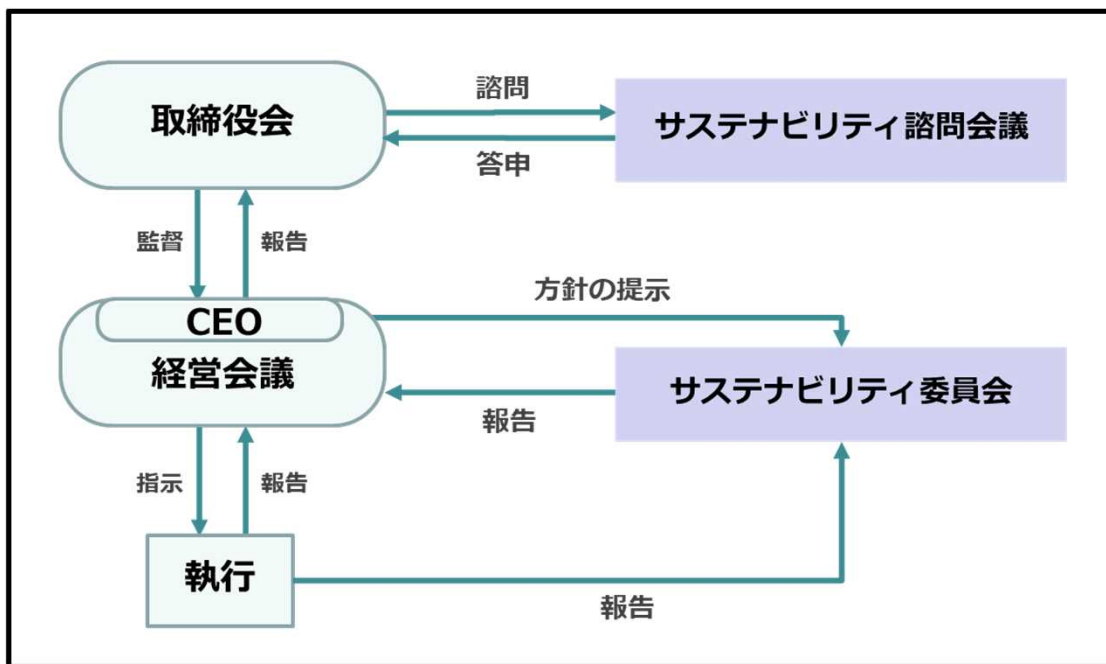 諮問
取締役会
サステナビリティ諮問会議
答申
監督
報告
方針の提示
CEO
経営会議
サステナビリティ委員会
報告
指示
報告
執行
報告